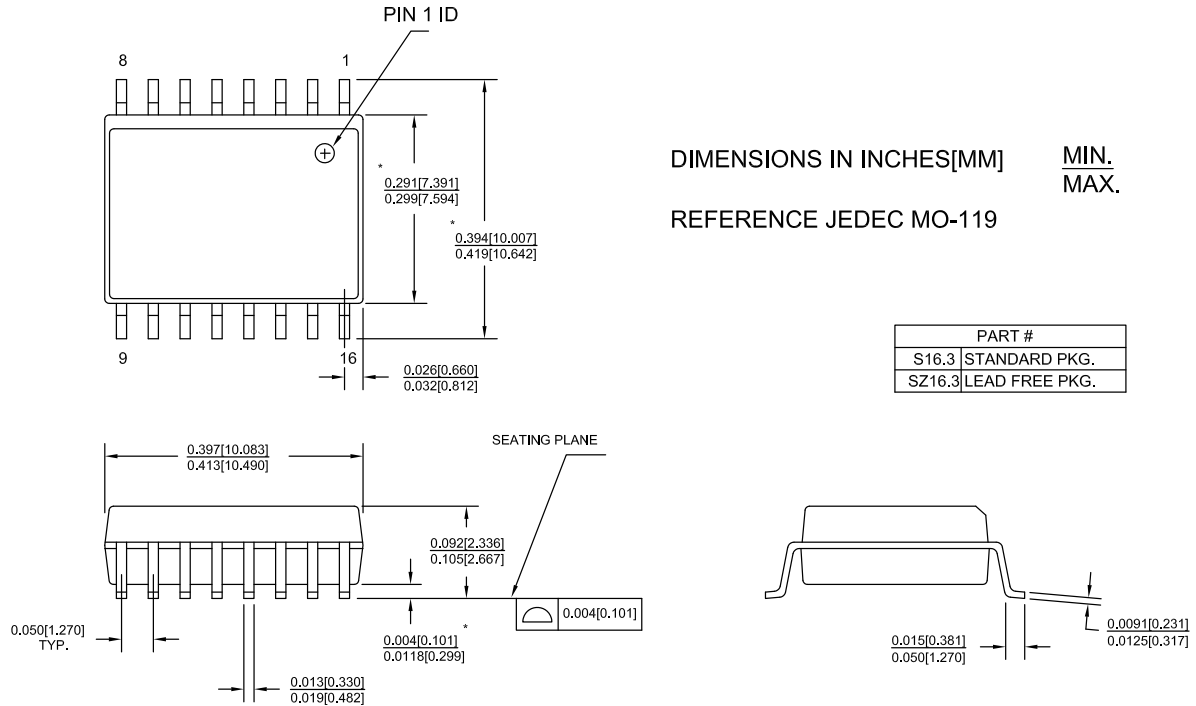 PIN 1 ID
8
1
*
0.291[7.391]
0.299[7.594]
*
0.394[10.007]
0.419[10.642]
9
16
0.026[0.660]
0.032[0.812]
DIMENSIONS IN INCHES[MM]
MIN.
MAX.
REFERENCE JEDEC MO-119
PART #
S16.3 STANDARD PKG.
SZ16.3 LEAD FREE PKG.
0.397[10.083]
0.413[10.490]
SEATING PLANE
0.092[2.336]
0.105[2.667]
0.004[0.101]
0.050[1.270]
TYP.
*
0.004[0.101]
0.0118[0.299]
0.013[0.330]
0.019[0.482]
0.015[0.381]
0.050[1.270]
0.0091[0.231]
0.0125[0.317]